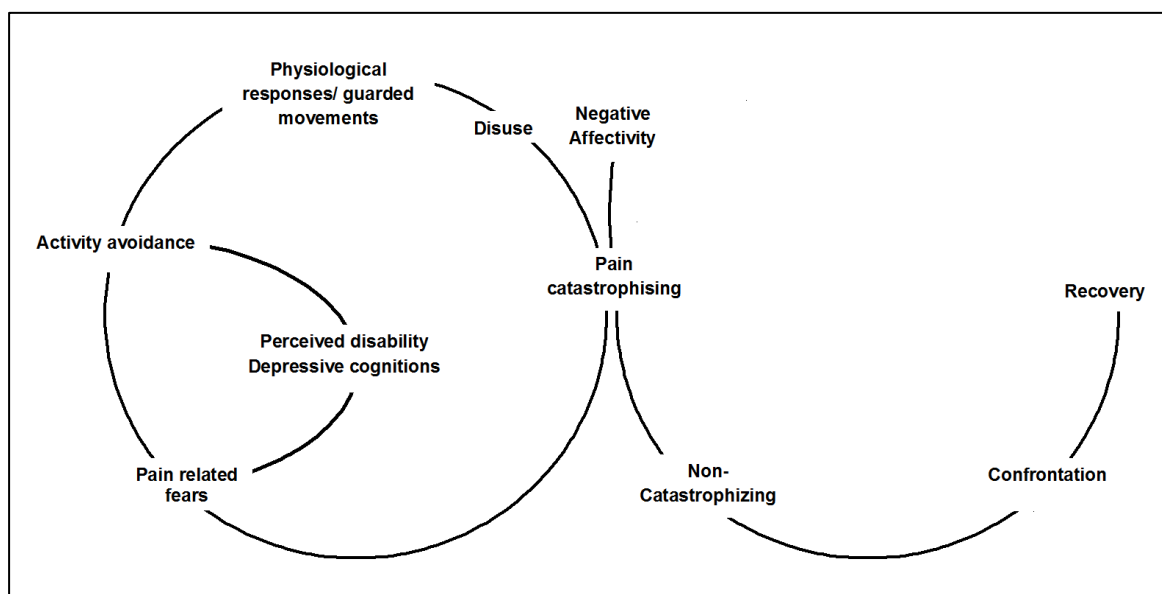 Physiological
responses/ guarded
movements
Disuse
Negative
Affectivity
Activity avoidance
Pain
catastrophising
Recovery
Perceived disability
Depressive cognitions
Pain related
fears
Non-
Catastrophizing
Confrontation